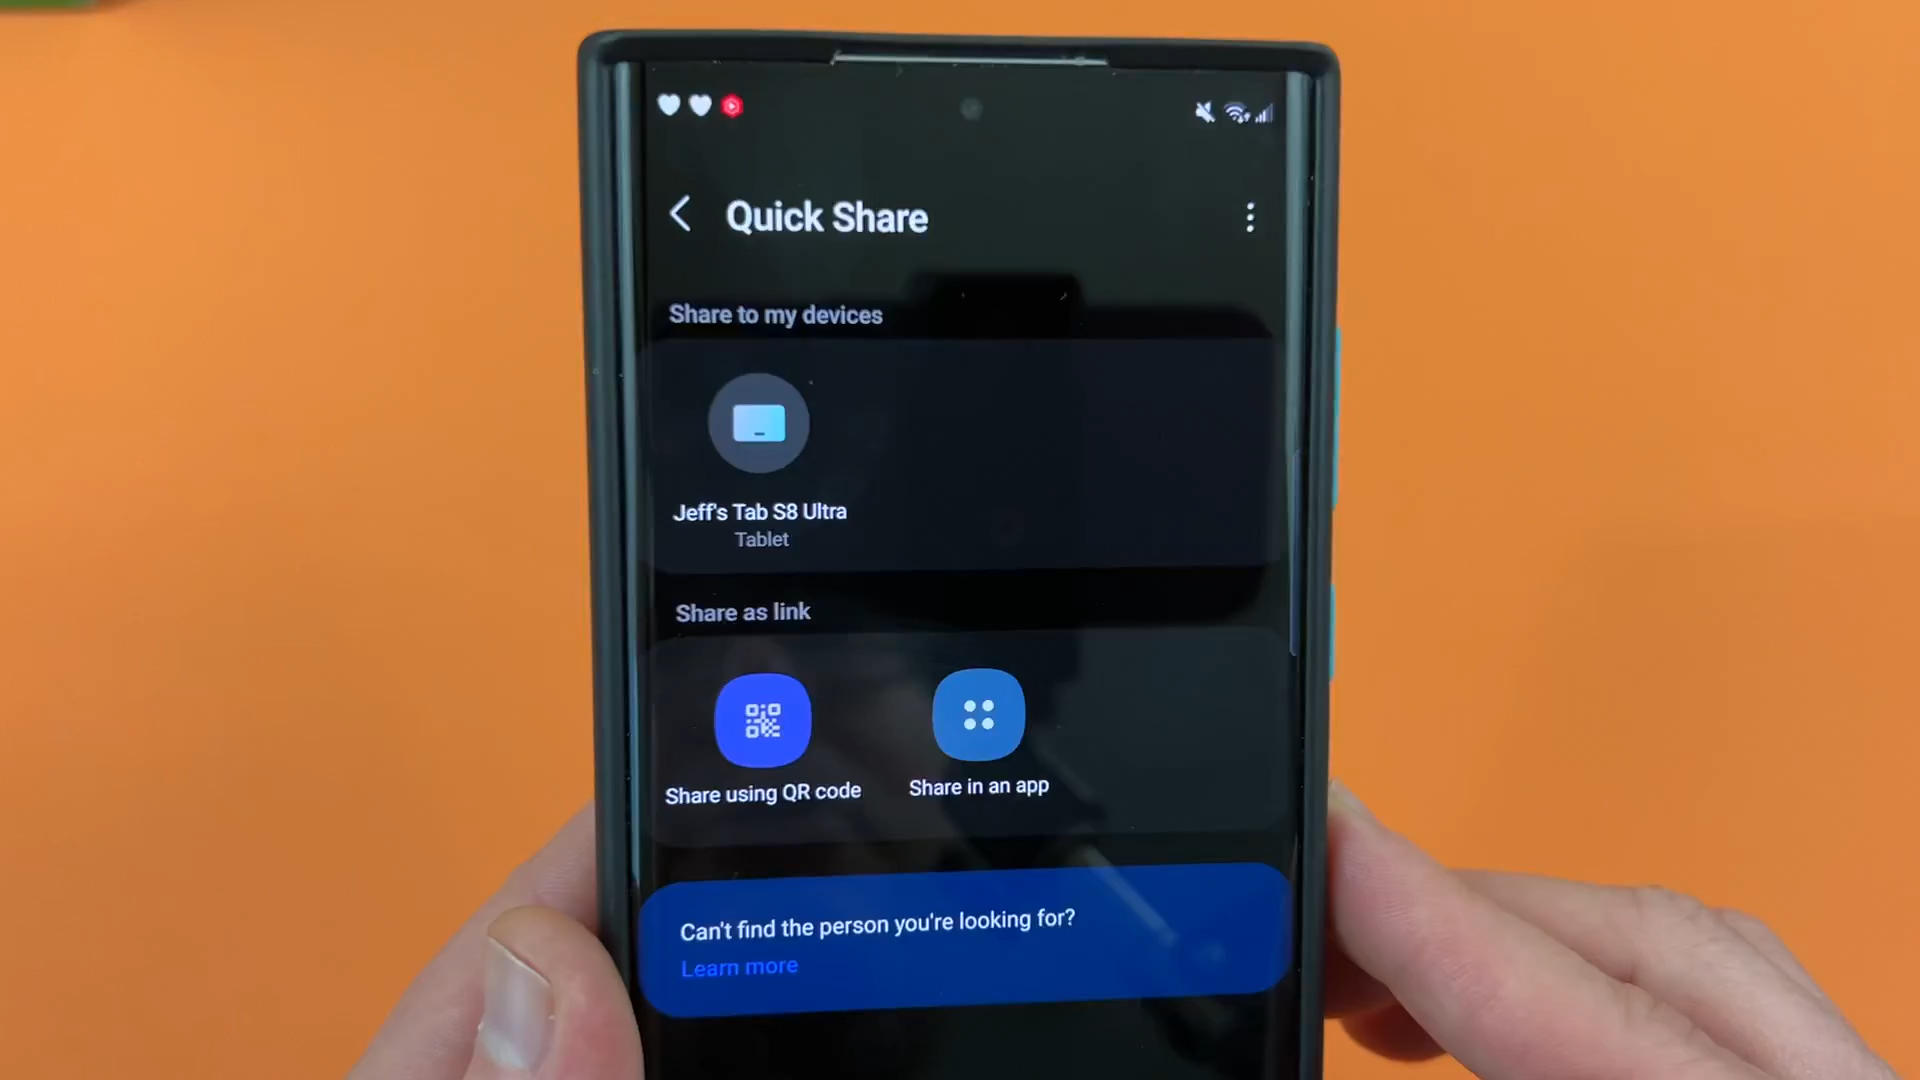 Quick Share
Share to my devices
Jeff's Tab S8 Ultra
Tablet
Share as link
Share using QR code
Share in an app
Can't find the person you're looking for?
Learn more